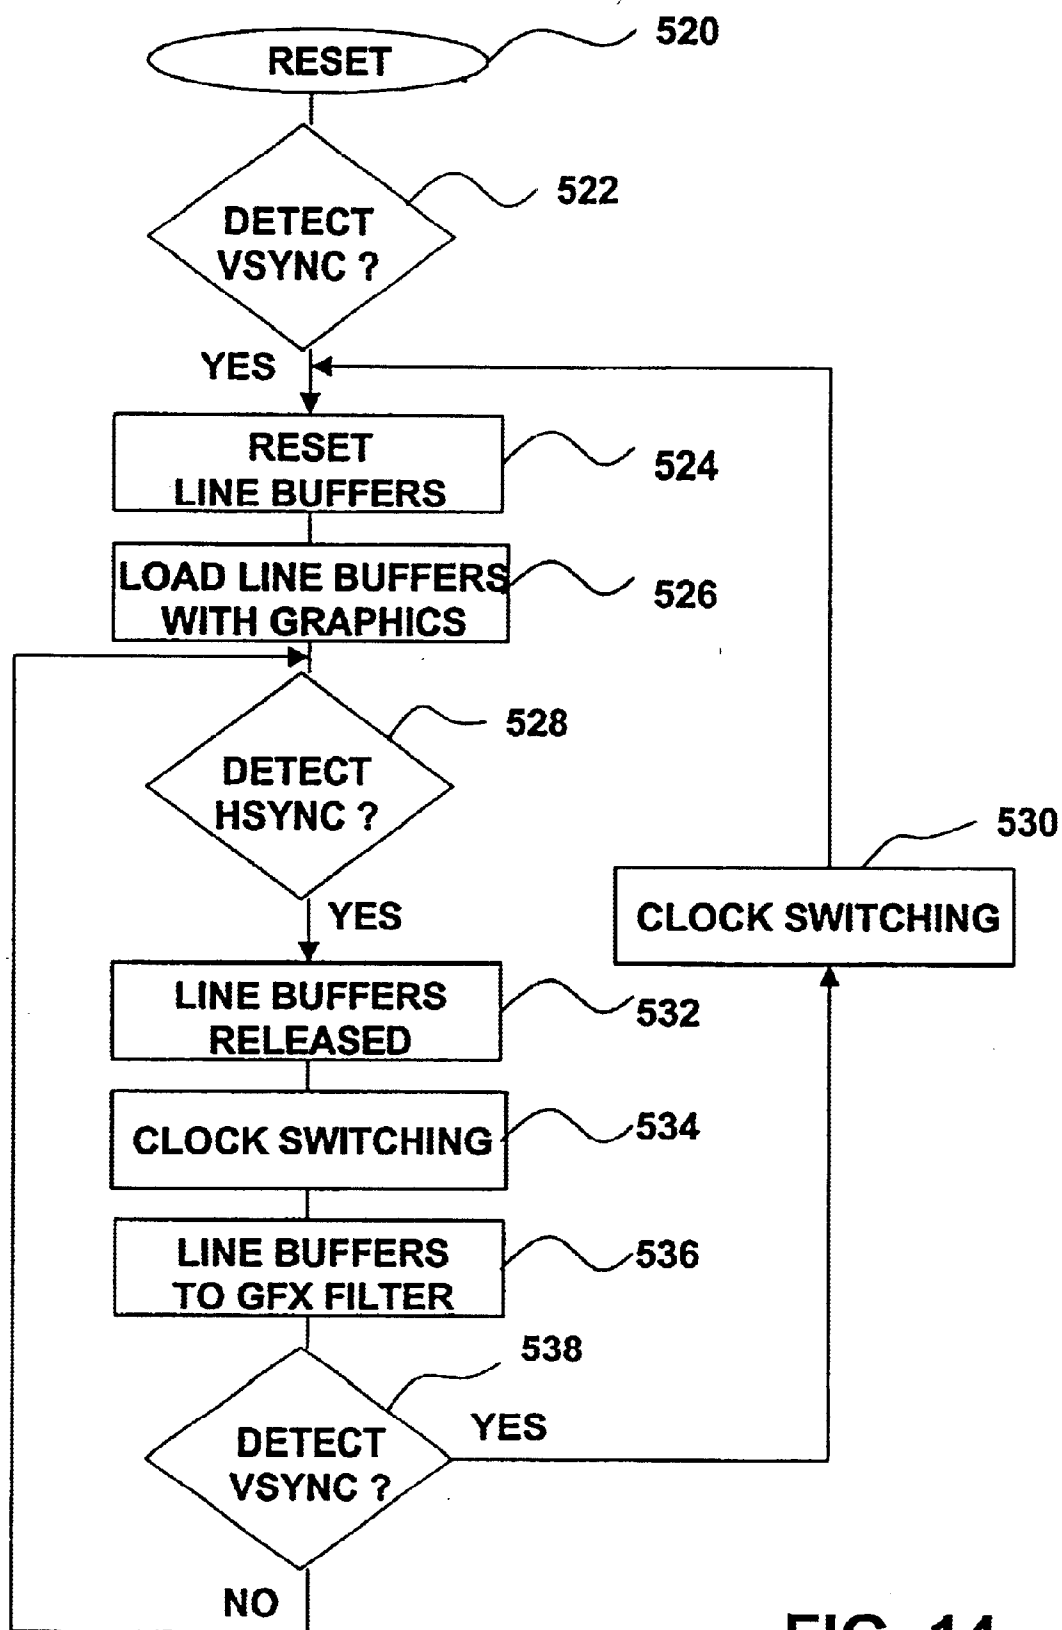 RESET
520
DETECT
VSYNC ?
522
YES
RESET
LINE BUFFERS
524
LOAD LINE BUFFERS
WITH GRAPHICS
526
DETECT
HSYNC ?
528
YES
530
CLOCK SWITCHING
LINE BUFFERS
RELEASED
532
CLOCK SWITCHING
534
LINE BUFFERS
TO GFX FILTER
536
538
DETECT
VSYNC ?
YES
NO
FIG. 14